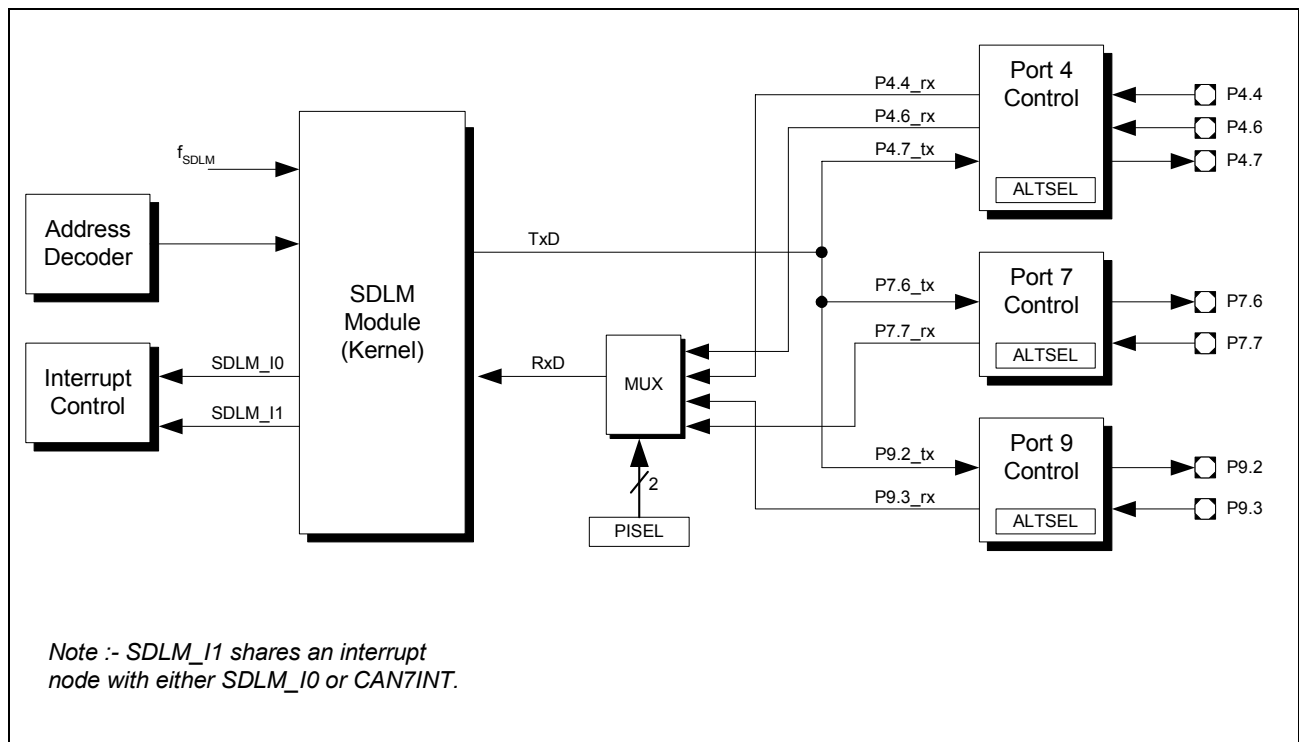 f_SDLM
Address
Decoder
Interrupt
Control
SDLM_I0
SDLM_I1
SDLM
Module
(Kernel)
TxD
RxD
MUX
2
PISEL
P4.4_rx
P4.6_rx
P4.7_tx
P7.6_tx
P7.7_rx
P9.2_tx
P9.3_rx
Port 4
Control
ALTSEL
P4.4
P4.6
P4.7
Port 7
Control
ALTSEL
P7.6
P7.7
Port 9
Control
ALTSEL
P9.2
P9.3
Note :- SDLM_I1 shares an interrupt
node with either SDLM_I0 or CAN7INT.